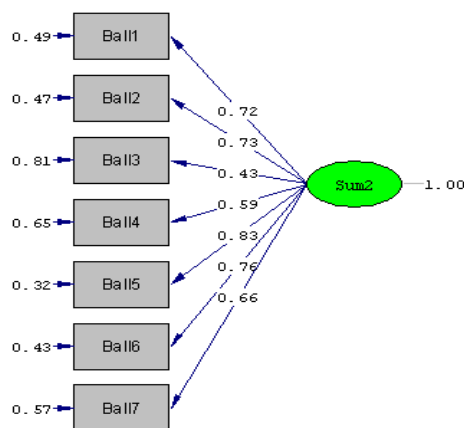 0.49 Ball1
0.47 Ball2
0.72
0.73
0.81 Ball3
0.43
Sum2 1.00
0.65 Ball4
0.59
0.83
0.32 Ball5
0.76
0.66
0.43 Ball6
0.57 Ball7